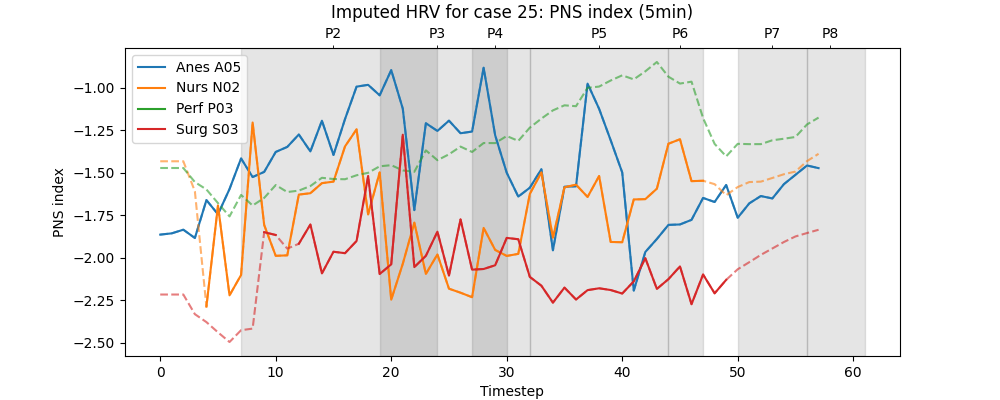 Imputed HRV for case 25: PNS index (5min)
P2 P3 P4 P5 P6 P7 P8
Anes A05
Nurs N02
Perf P03
Surg S03
PNS index
−1.00
−1.25
−1.50
−1.75
−2.00
−2.25
−2.50
0 10 20 30 40 50 60
Timestep